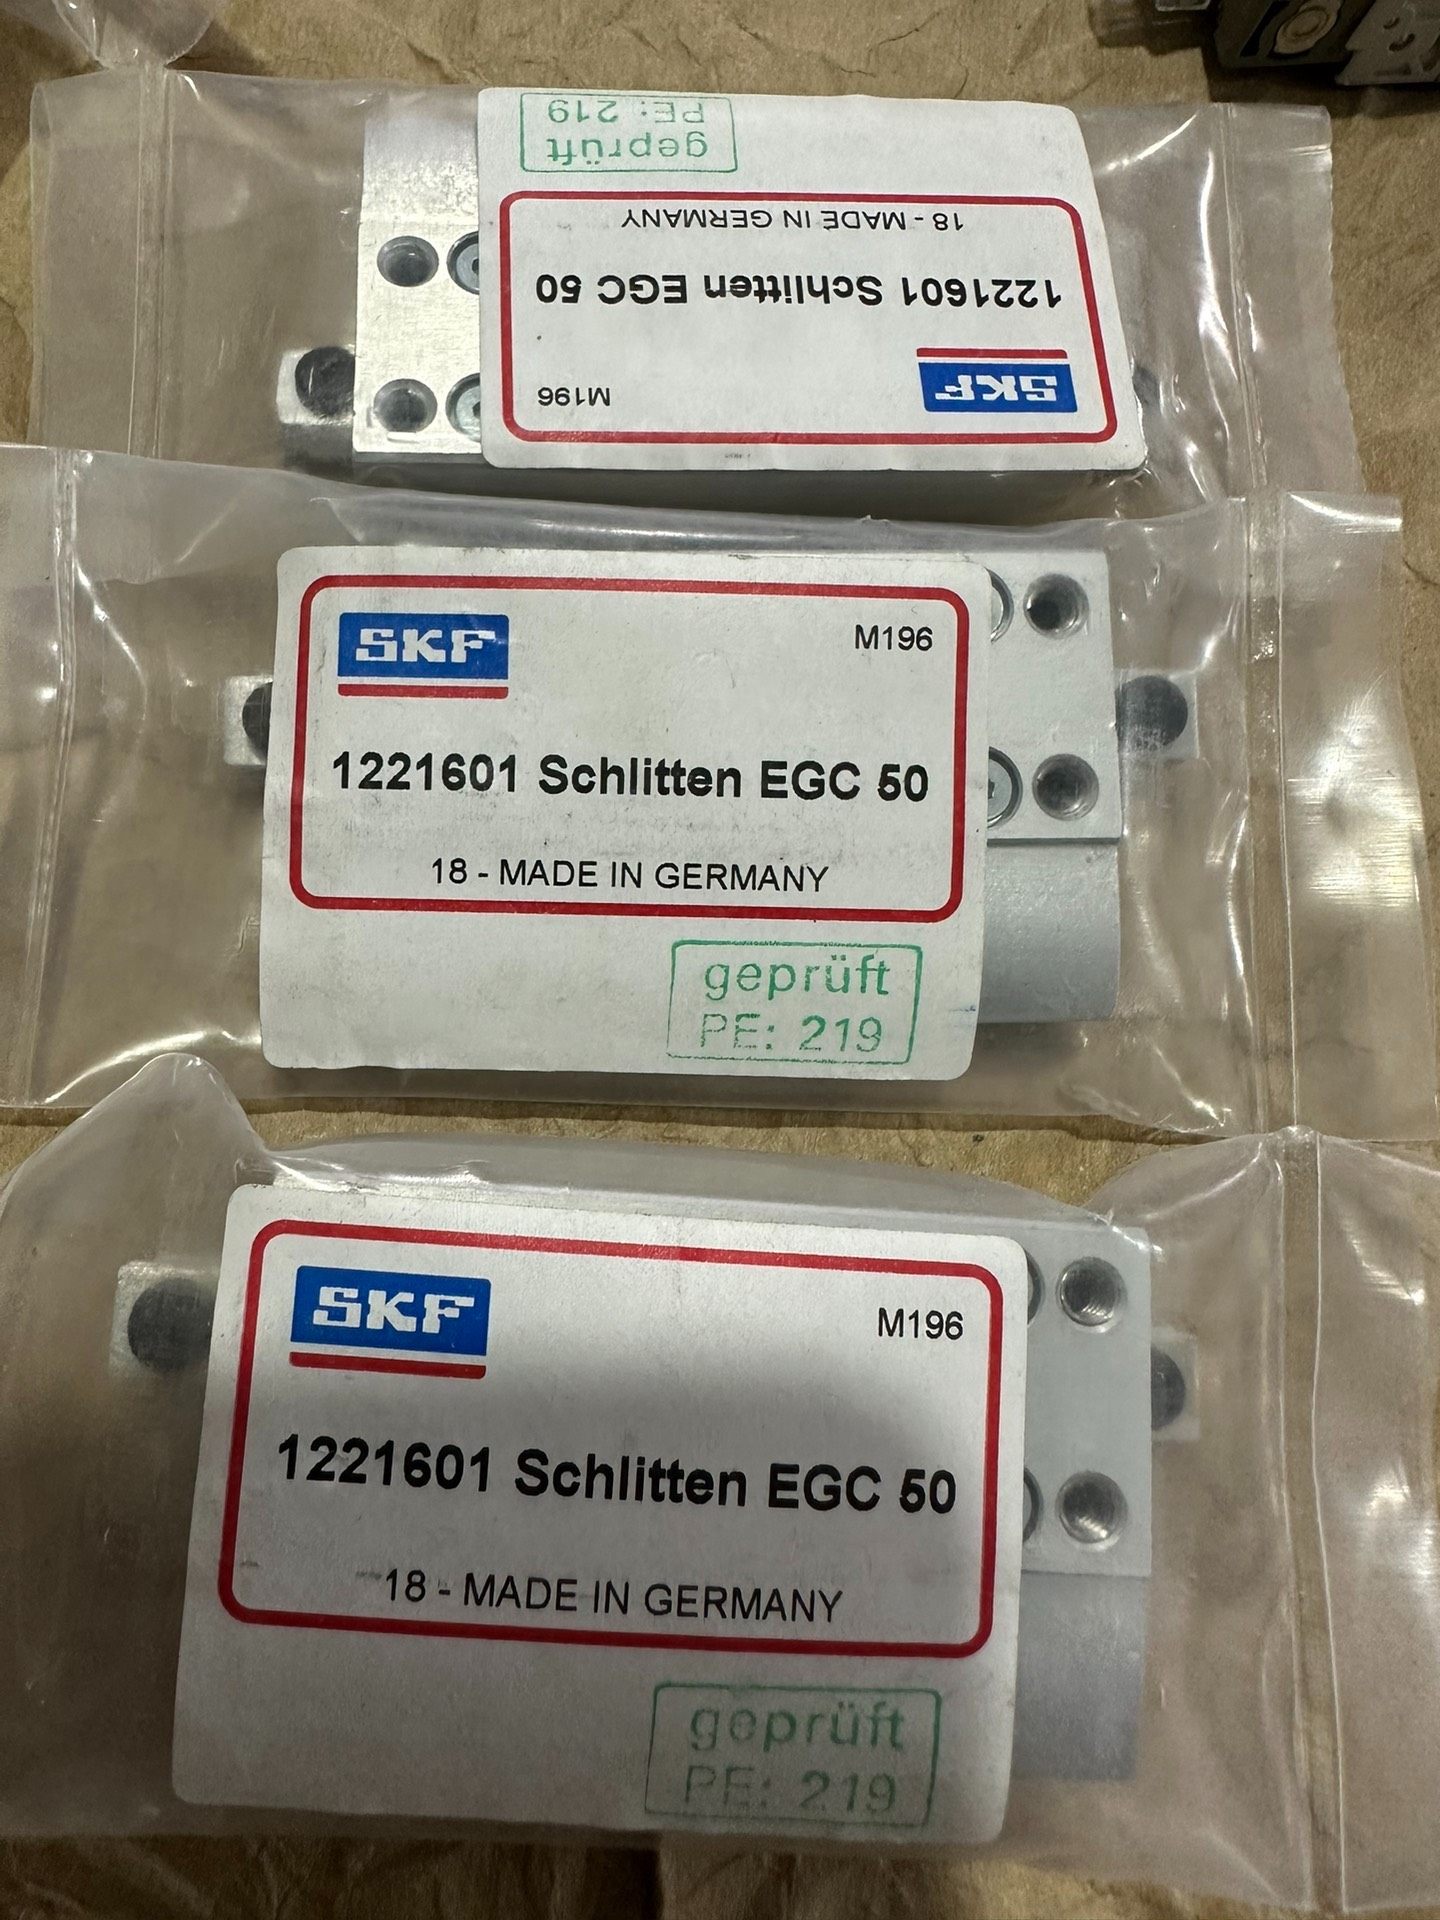 SKF
M196
1221601 Schlitten EGC 50
18 - MADE IN GERMANY
geprüft
PE: 219
SKF
M196
1221601 Schlitten EGC 50
18 - MADE IN GERMANY
geprüft
PE: 219
SKF
M196
1221601 Schlitten EGC 50
18 - MADE IN GERMANY
geprüft
PE: 219